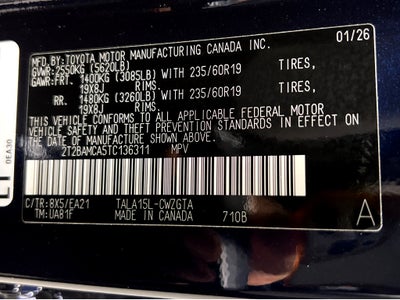 MFD.BY:TOYOTA MOTOR MANUFACTURING CANADA INC. 01/26
GVWR:2550KG (5620LB)
GAWR:FRT. 1400KG (3085LB) WITH 235/60R19 TIRES,
19X8J RIMS.
RR. 1480KG (3260LB) WITH 235/60R19 TIRES,
19X8J RIMS.
THIS VEHICLE CONFORMS TO ALL APPLICABLE FEDERAL MOTOR
VEHICLE SAFETY AND THEFT PREVENTION STANDARDS IN EFFECT ON
THE DATE OF MANUFACTURE SHOWN ABOVE.
2T2BAMCA5TC136311 MPV
C/TR:8X5/EA21 TALA15L-CWZGTA
TM:UA81F MADE IN CANADA 710B A
0EA30